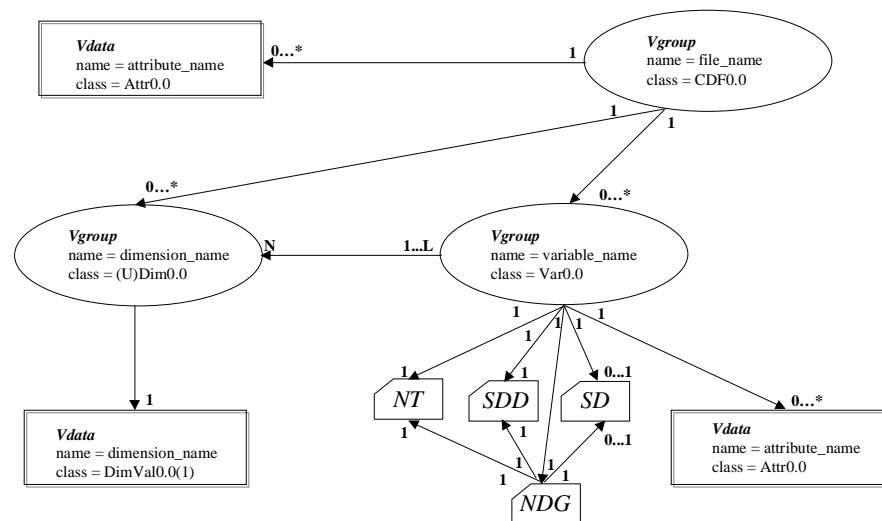 Vdata
name = attribute_name
class = Attr0.0
0...*
1
Vgroup
name = file_name
class = CDF0.0
1
1
0...*
0...*
Vgroup
name = dimension_name
class = (U)Dim0.0
N
1...L
Vgroup
name = variable_name
class = Var0.0
1
1
1
1
1
1
1
0...1
NT
SDD
SD
1
1
0...1
1
1
1
1
NDG
1
Vdata
name = dimension_name
class = DimVal0.0(1)
0...*
Vdata
name = attribute_name
class = Attr0.0